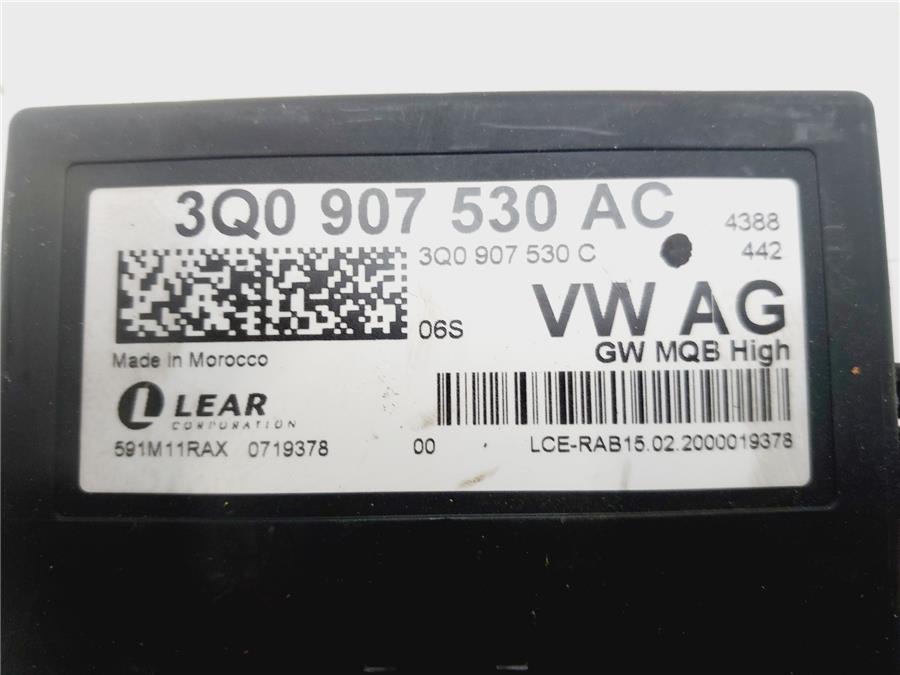 3Q0 907 530 AC
4388
3Q0 907 530 C
442
06S
VW AG
GW MQB High
Made in Morocco
LEAR
CORPORATION
591M11RAX 0719378 00 LCE-RAB15.02.2000019378